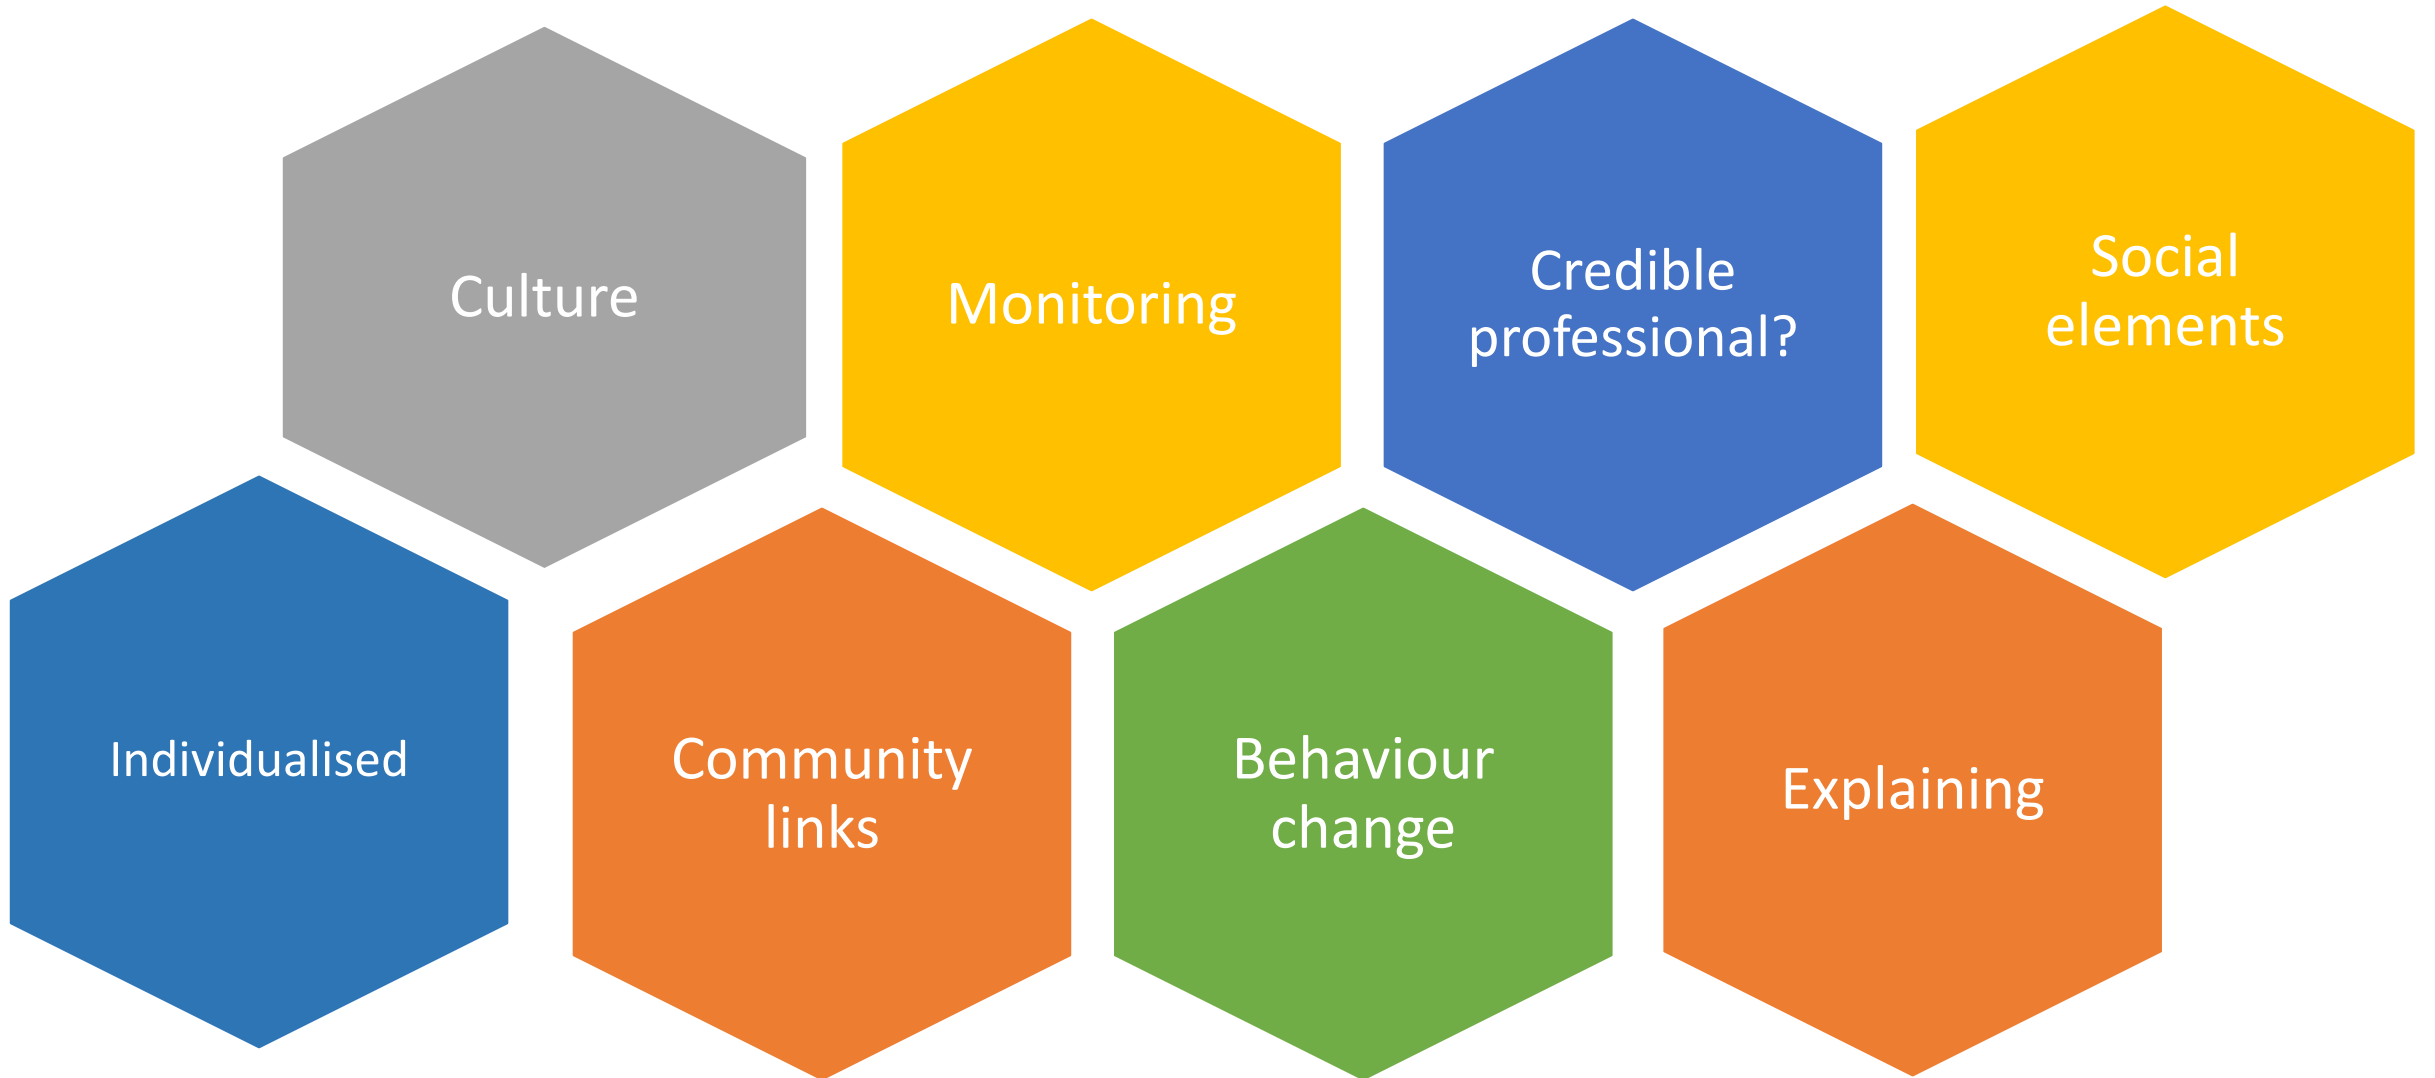 Culture
Monitoring
Credible
professional?
Social
elements
Individualised
Community
links
Behaviour
change
Explaining